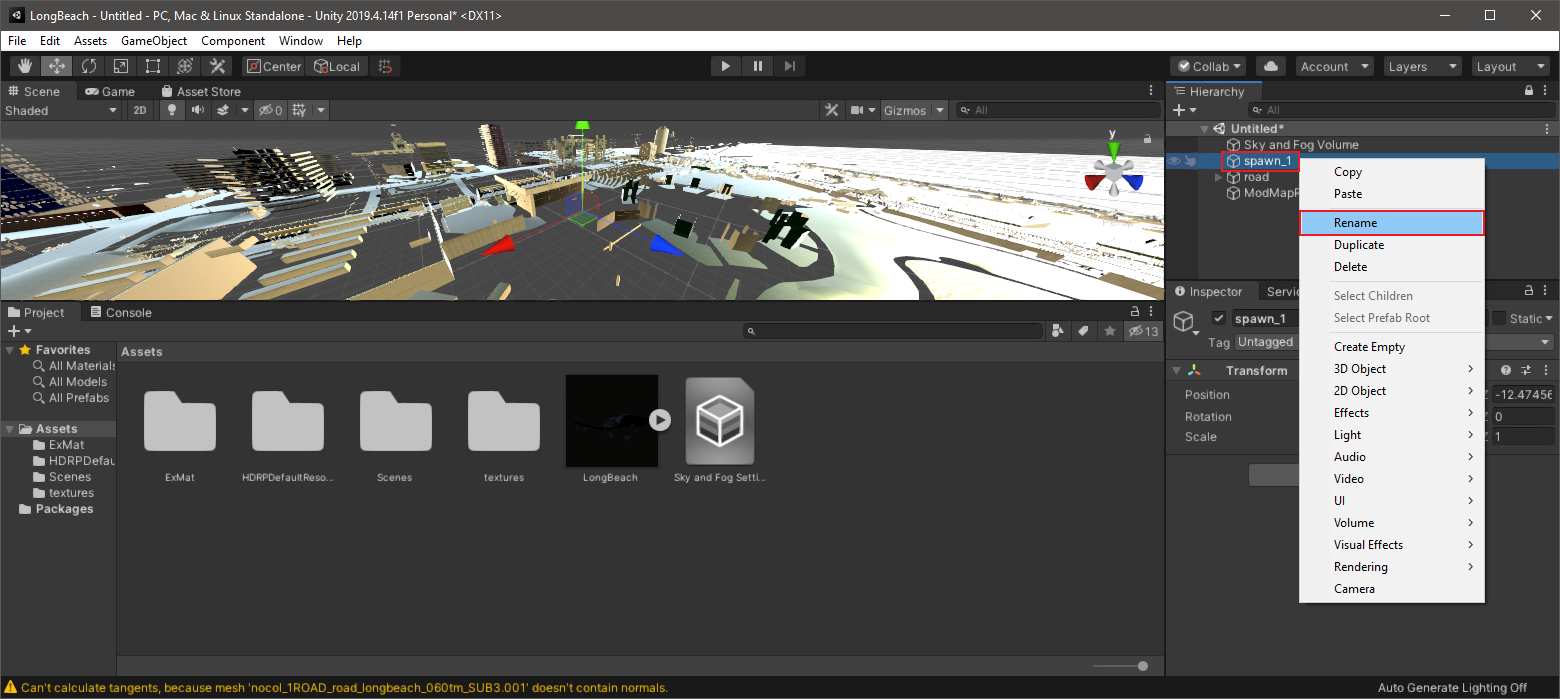 LongBeach - Untitled - PC, Mac & Linux Standalone - Unity 2019.4.14f1 Personal* <DX11>
File Edit Assets GameObject Component Window Help
Center Local Collab Account Layers Layout
Scene Game Asset Store
Shaded 2D 0 Gizmos All
y
Hierarchy
All
Untitled*
Sky and Fog Volume
spawn_1
road
ModMapP
Copy
Paste
Rename
Duplicate
Delete
Select Children
Select Prefab Root
Create Empty
3D Object
2D Object
Effects
Light
Audio
Video
UI
Volume
Visual Effects
Rendering
Camera
Inspector Servic
spawn_1 Static
Tag Untagged
Transform
Position -12.47456
Rotation 0
Scale 1
Project Console
13
Favorites
All Materials
All Models
All Prefabs
Assets
ExMat
HDRPDefau
Scenes
textures
Packages
Assets
ExMat HDRPDefaultReso... Scenes textures LongBeach Sky and Fog Setti...
Can't calculate tangents, because mesh 'nocol_1ROAD_road_longbeach_060tm_SUB3.001' doesn't contain normals.
Auto Generate Lighting Off